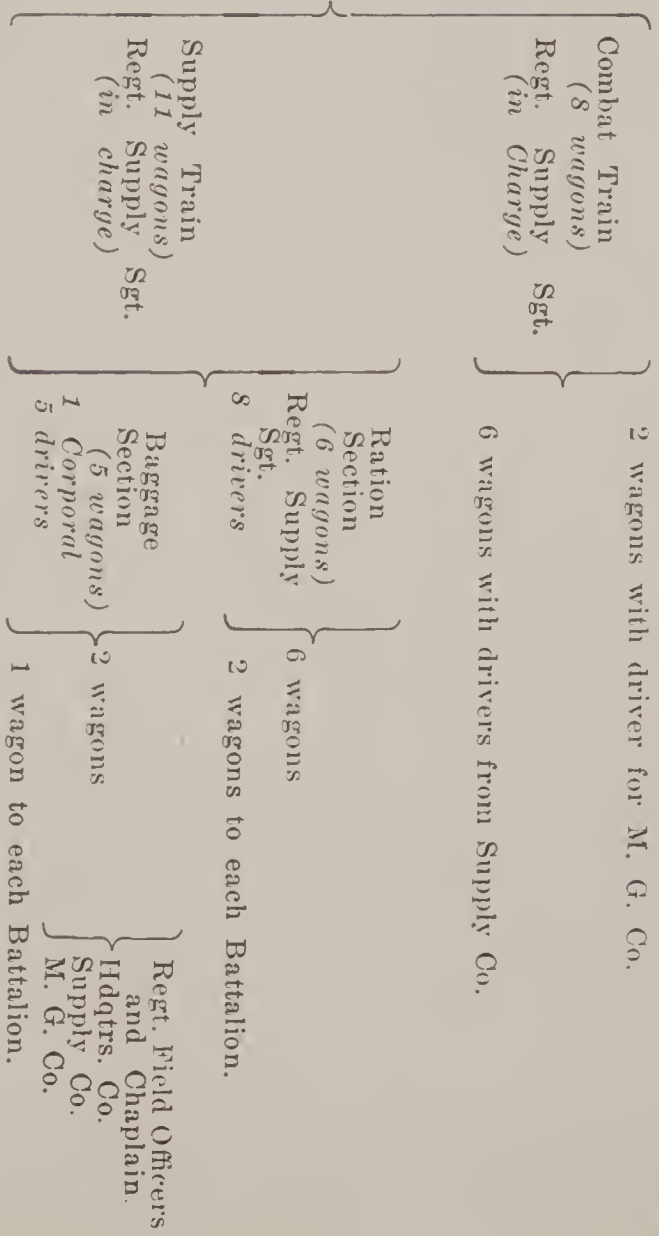 Combat Train
(8 wagons)
Regt. Supply Sgt.
(in Charge)
2 wagons with driver for M. G. Co.
6 wagons with drivers from Supply Co.
Supply Train
(11 wagons)
Regt. Supply Sgt.
(in charge)
Ration
Section
(6 wagons)
Regt. Supply
Sgt.
8 drivers
6 wagons
2 wagons to each Battalion.
Baggage
Section
(5 wagons)
1 Corporal
5 drivers
2 wagons
Regt. Field Officers
and Chaplain.
Hdqtrs. Co.
Supply Co.
M. G. Co.
1 wagon to each Battalion.